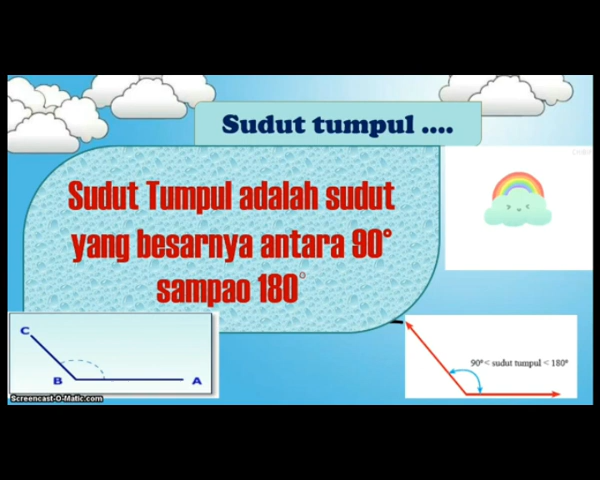 Sudut tumpul ....
Sudut Tumpul adalah sudut
yang besarnya antara 90°
sampao 180°
C
B
A
90° < sudut tumpul < 180°
Screencast-O-Matic.com